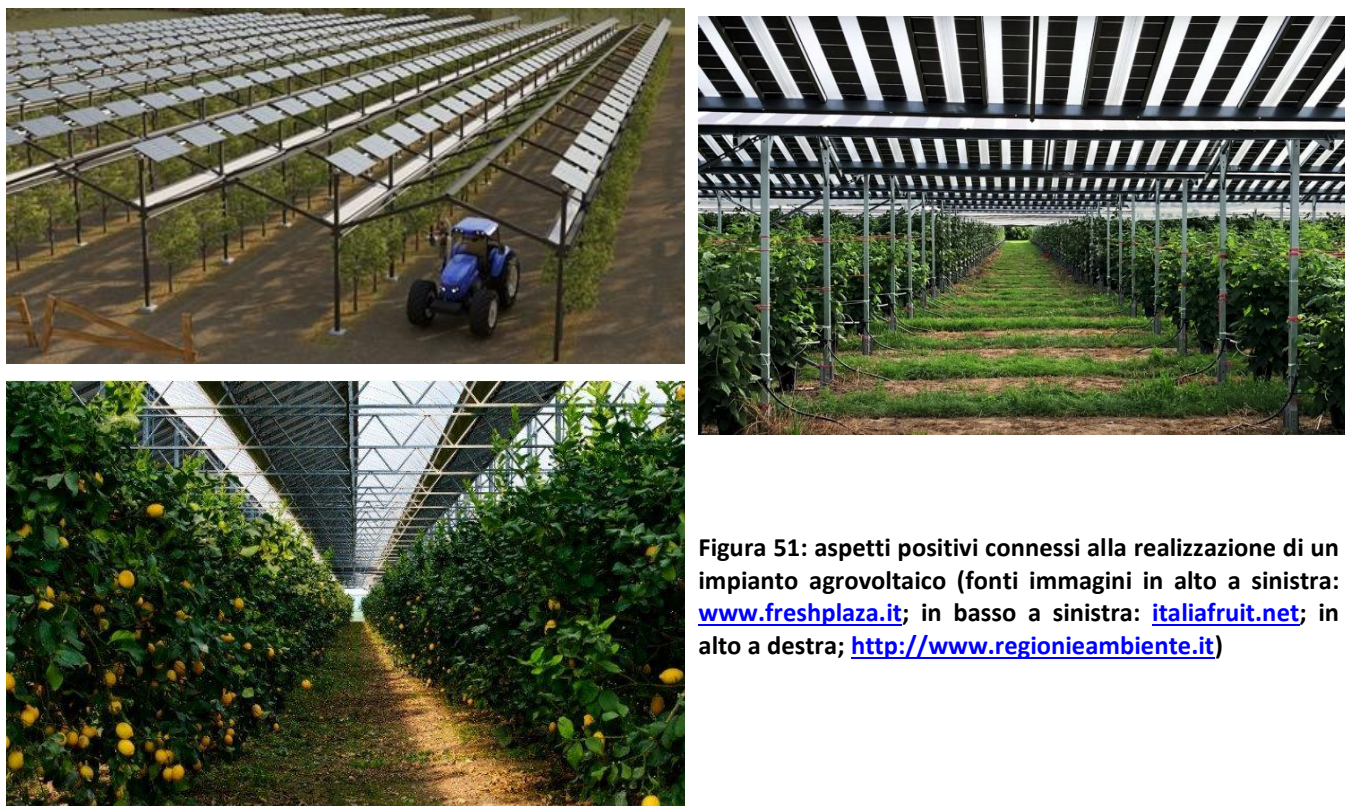 Figura 51: aspetti positivi connessi alla realizzazione di un
impianto agrovoltaico (fonti immagini in alto a sinistra:
www.freshplaza.it; in basso a sinistra: italiafruit.net; in
alto a destra; http://www.regionieambiente.it)